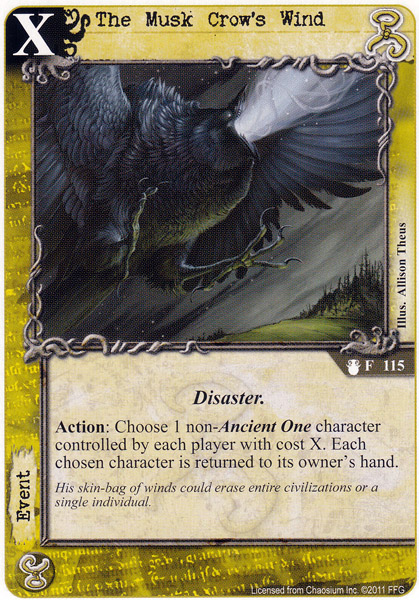 X
The Musk Crow's Wind
Illus. Allison Theus
F 115
Disaster.
Action: Choose 1 non-Ancient One character
controlled by each player with cost X. Each
chosen character is returned to its owner's hand.
His skin-bag of winds could erase entire civilizations or a
single individual.
Event
Licensed from Chaosium Inc. ©2011 FFG